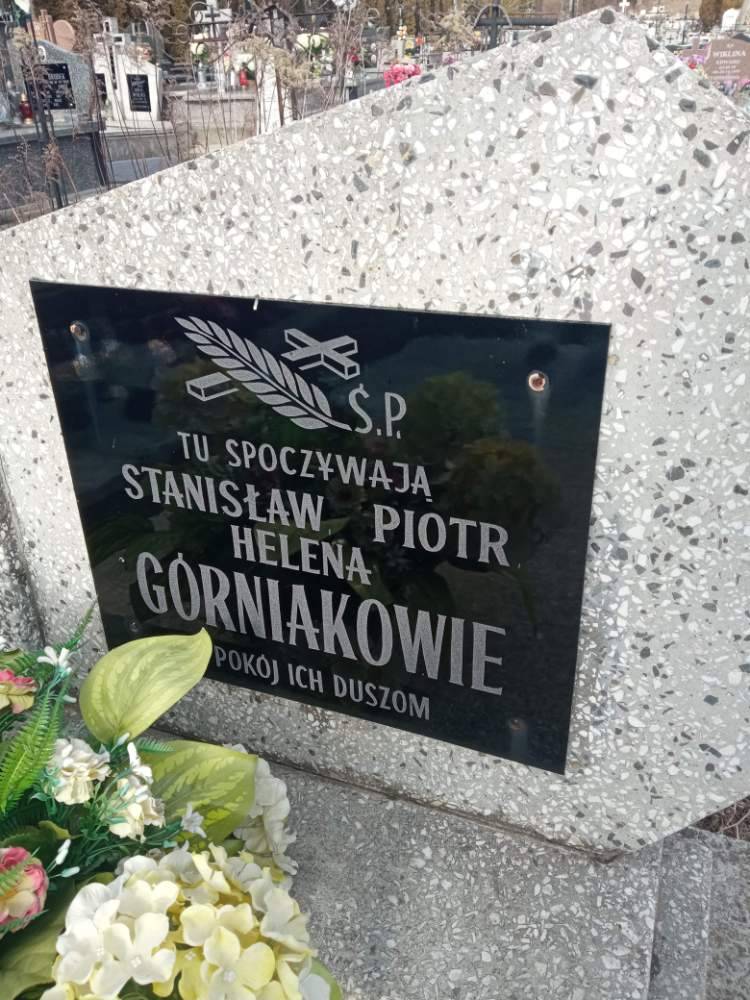 Ś.P.
TU SPOCZYWAJĄ
STANISŁAW PIOTR
HELENA
GÓRNIAKOWIE
POKÓJ ICH DUSZOM